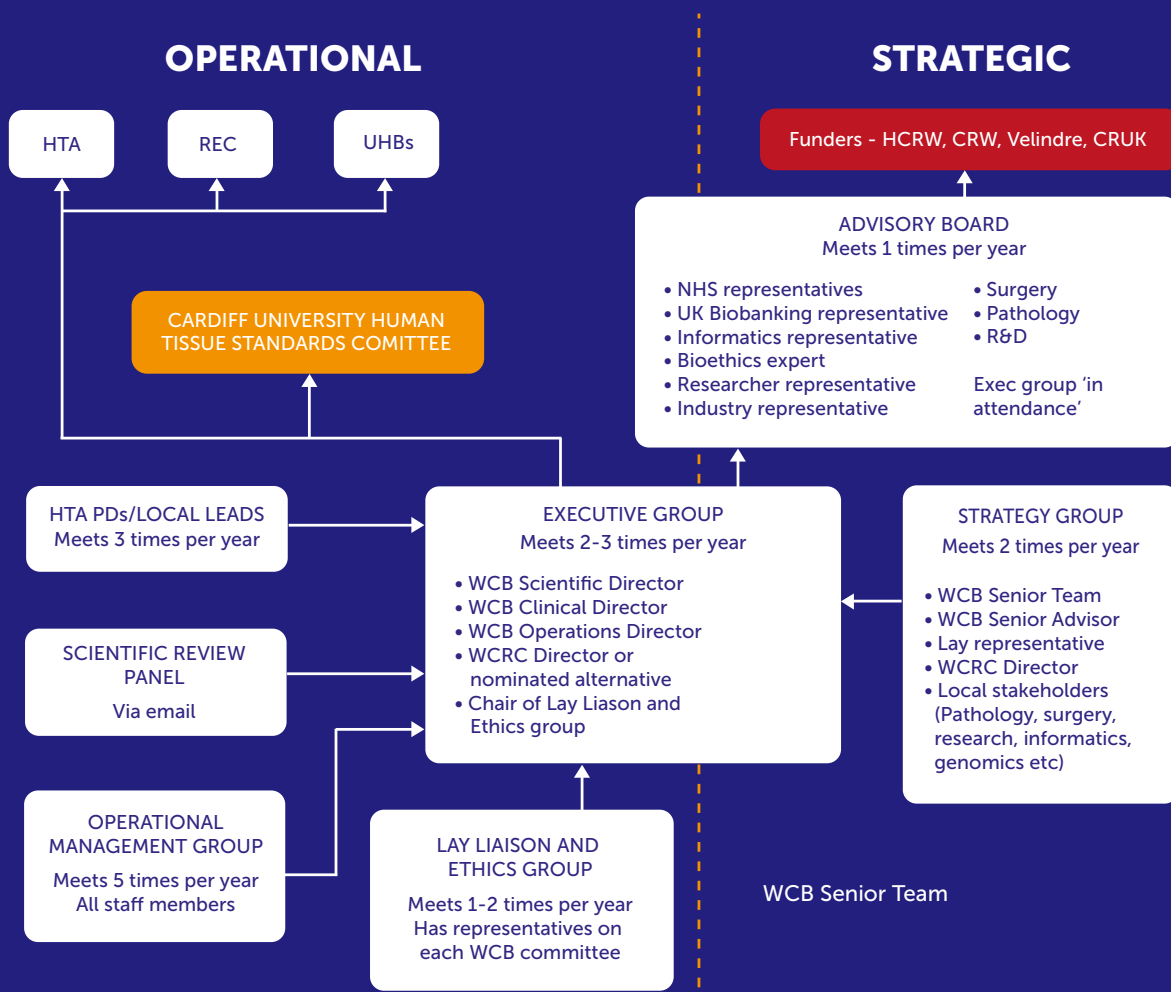 OPERATIONAL
STRATEGIC
HTA
REC
UHBs
Funders - HCRW, CRW, Velindre, CRUK
ADVISORY BOARD
Meets 1 times per year
• NHS representatives
• UK Biobanking representative
• Informatics representative
• Bioethics expert
• Researcher representative
• Industry representative
• Surgery
• Pathology
• R&D
Exec group ‘in
attendance’
CARDIFF UNIVERSITY HUMAN
TISSUE STANDARDS COMITTEE
HTA PDs/LOCAL LEADS
Meets 3 times per year
EXECUTIVE GROUP
Meets 2-3 times per year
• WCB Scientific Director
• WCB Clinical Director
• WCB Operations Director
• WCRC Director or
nominated alternative
• Chair of Lay Liason and
Ethics group
STRATEGY GROUP
Meets 2 times per year
• WCB Senior Team
• WCB Senior Advisor
• Lay representative
• WCRC Director
• Local stakeholders
(Pathology, surgery,
research, informatics,
genomics etc)
SCIENTIFIC REVIEW
PANEL
Via email
OPERATIONAL
MANAGEMENT GROUP
Meets 5 times per year
All staff members
LAY LIAISON AND
ETHICS GROUP
Meets 1-2 times per year
Has representatives on
each WCB committee
WCB Senior Team